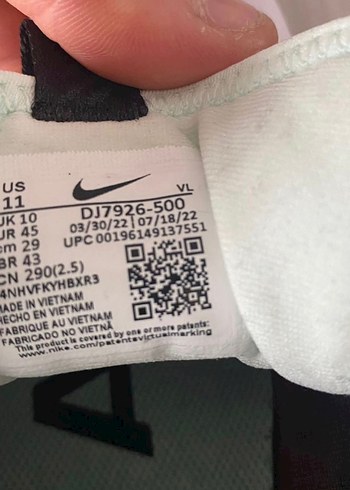 US VL
11 DJ7926-500
UK 10 03/30/22 | 07/18/22
EUR 45 UPC 00196149137551
cm 29
BR 43
CN 290(2.5)
4NHVFKYHBXR3
MADE IN VIETNAM
HECHO EN VIETNAM
FABRIQUE AU VIETNAM
FABRICADO NO VIETNÃ
This product is covered by one or more patents:
www.nike.com/patentsvirtualmarking